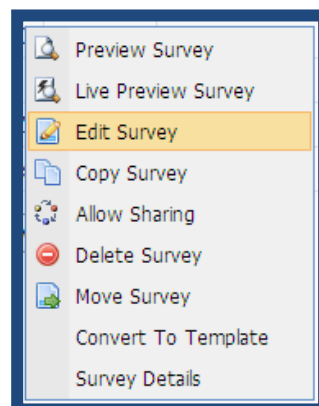 Preview Survey
Live Preview Survey
Edit Survey
Copy Survey
Allow Sharing
Delete Survey
Move Survey
Convert To Template
Survey Details